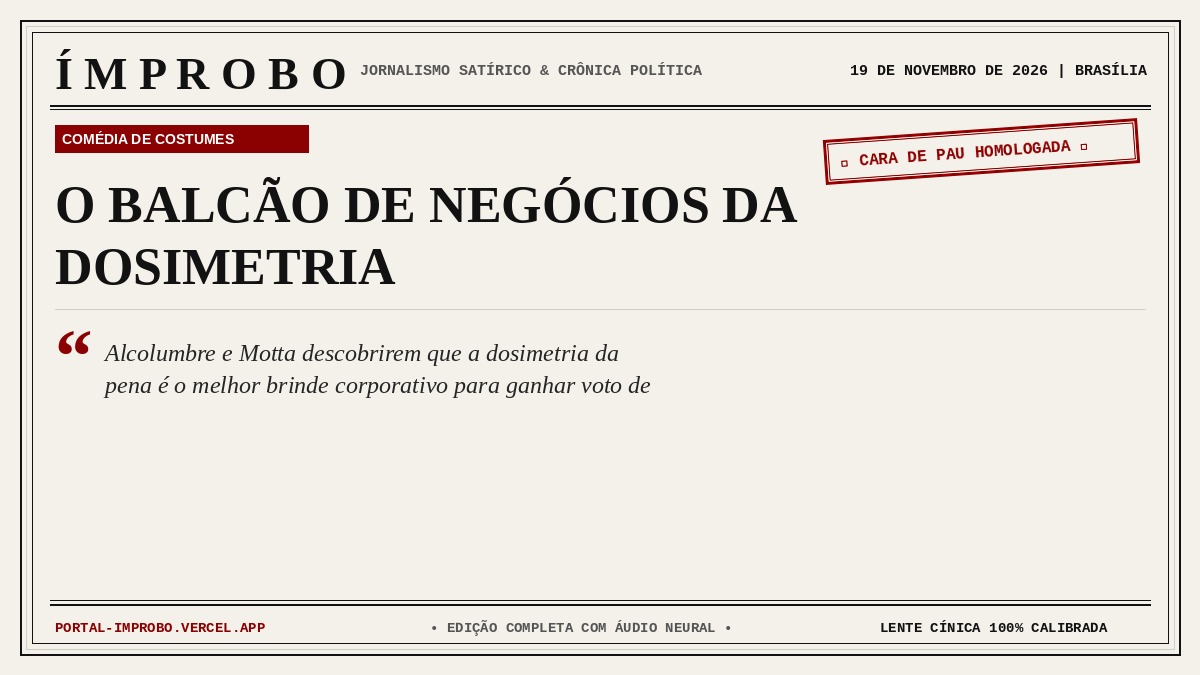 ÍMPROBO
JORNALISMO SATÍRICO & CRÔNICA POLÍTICA
19 DE NOVEMBRO DE 2026 | BRASÍLIA
COMÉDIA DE COSTUMES
CARA DE PAU HOMOLOGADA
O BALCÃO DE NEGÓCIOS DA
DOSIMETRIA
“ Alcolumbre e Motta descobrirem que a dosimetria da
pena é o melhor brinde corporativo para ganhar voto de
PORTAL-IMPROBO.VERCEL.APP
• EDIÇÃO COMPLETA COM ÁUDIO NEURAL •
LENTE CÍNICA 100% CALIBRADA